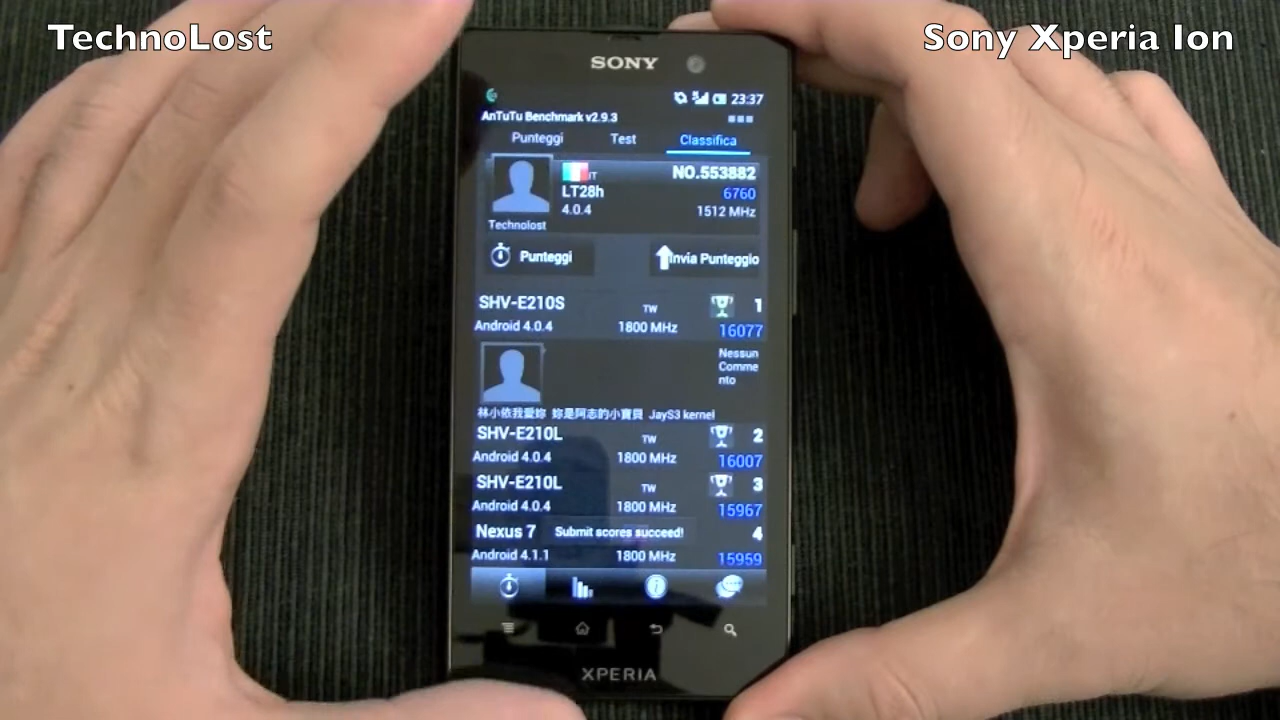 TechnoLost
Sony Xperia Ion
SONY
23:37
AnTuTu Benchmark v2.9.3
Punteggi Test Classifica
IT NO.553882
LT28h 6760
4.0.4 1512 MHz
Technolost
Punteggi Invia Punteggio
SHV-E210S TW 1
Android 4.0.4 1800 MHz 16077
Nessun
Comme
nto
林小依我愛妳 妳是阿志的小寶貝 JayS3 kernel
SHV-E210L TW 2
Android 4.0.4 1800 MHz 16007
SHV-E210L TW 3
Android 4.0.4 1800 MHz 15967
Nexus 7 Submit scores succeed! 4
Android 4.1.1 1800 MHz 15959
XPERIA